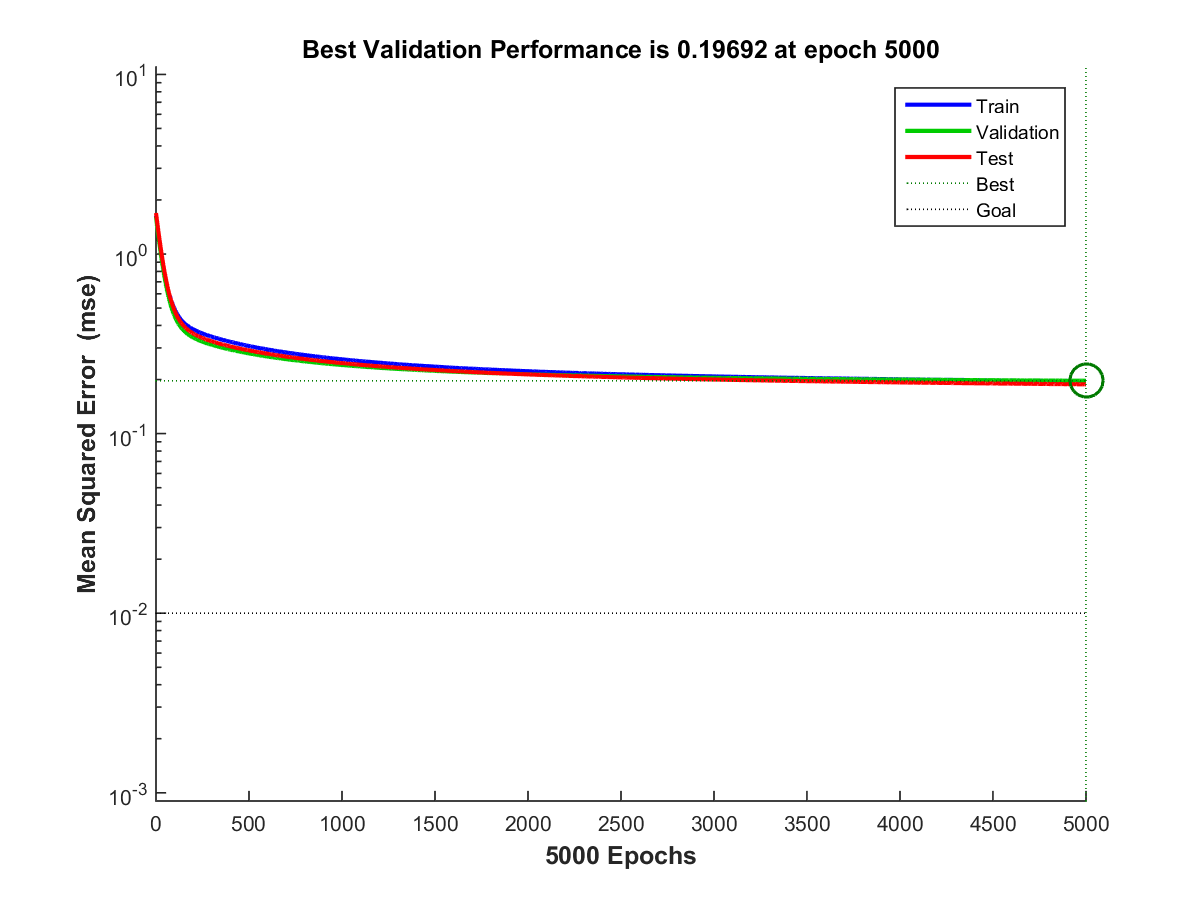 Best Validation Performance is 0.19692 at epoch 5000
10^1
10^0
10^-1
10^-2
10^-3
Mean Squared Error (mse)
Train
Validation
Test
Best
Goal
0 500 1000 1500 2000 2500 3000 3500 4000 4500 5000
5000 Epochs